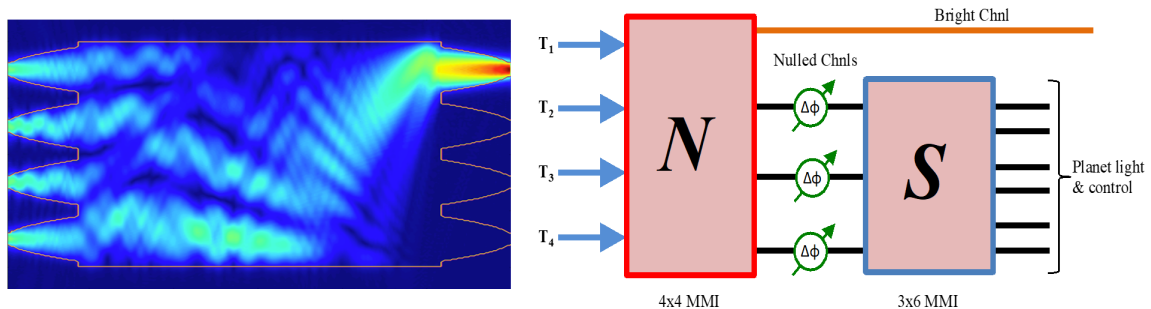 Bright Chnl
T1
Nulled Chnls
Δϕ
T2
N
S
T3
Δϕ
Planet light
& control
T4
Δϕ
4x4 MMI
3x6 MMI